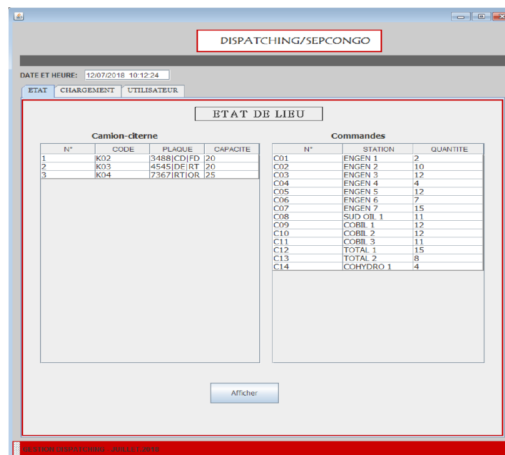 DISPATCHING/SEPCONGO
DATE ET HEURE: 12/07/2018 10:12:24
ETAT CHARGEMENT UTILISATEUR
ETAT DE LIEU
Camion-citerne
N° CODE PLAQUE CAPACITE
1 K02 3488|CD|FD 20
2 K03 4545|DE|RT 20
3 K04 7367|RT|OR 25
Commandes
N° STATION QUANTITE
C01 ENGEN 1 2
C02 ENGEN 2 10
C03 ENGEN 3 12
C04 ENGEN 4 4
C05 ENGEN 5 12
C06 ENGEN 6 7
C07 ENGEN 7 15
C08 SUD OIL 1 11
C09 COBIL 1 12
C10 COBIL 2 12
C11 COBIL 3 11
C12 TOTAL 1 15
C13 TOTAL 2 8
C14 COHYDRO 1 4
Afficher